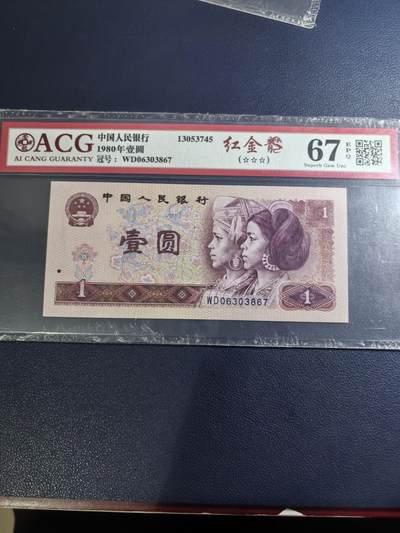 ACG
AI CANG GUARANTY
中国人民银行
1980年壹圆
冠号：WD06303867
13053745
红金龍
(☆☆☆)
67
EPQ
Superb Gem Unc
中国人民银行
壹圆
1
1
1
WD06303867